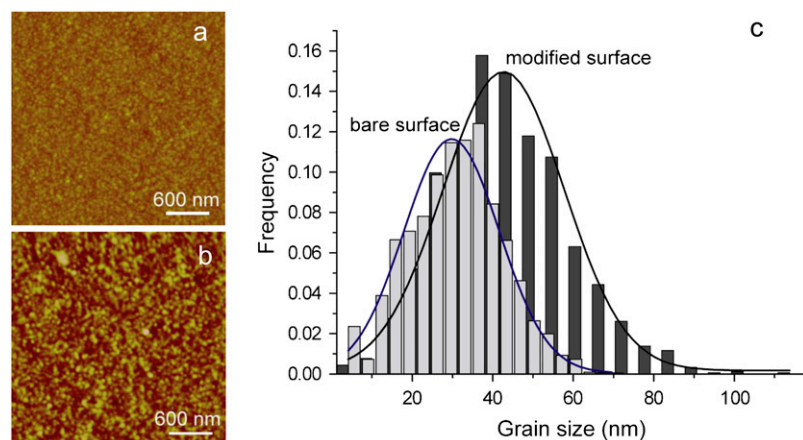 a
600 nm
b
600 nm
c
modified surface
bare surface
Frequency
0.16
0.14
0.12
0.10
0.08
0.06
0.04
0.02
0.00
20 40 60 80 100
Grain size (nm)